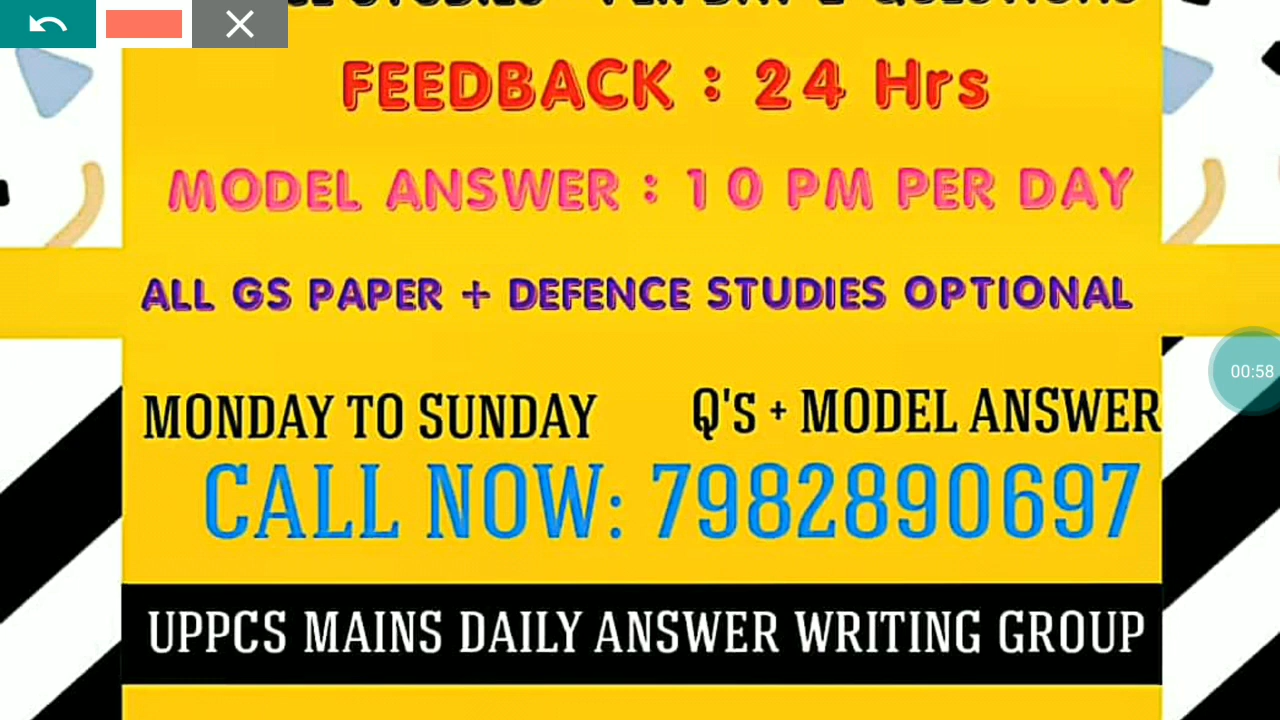 STUDIES
FEEDBACK : 24 Hrs
MODEL ANSWER : 10 PM PER DAY
ALL GS PAPER + DEFENCE STUDIES OPTIONAL
MONDAY TO SUNDAY Q's + MODEL ANSWER
CALL NOW: 7982890697
UPPCS MAINS DAILY ANSWER WRITING GROUP
00:58